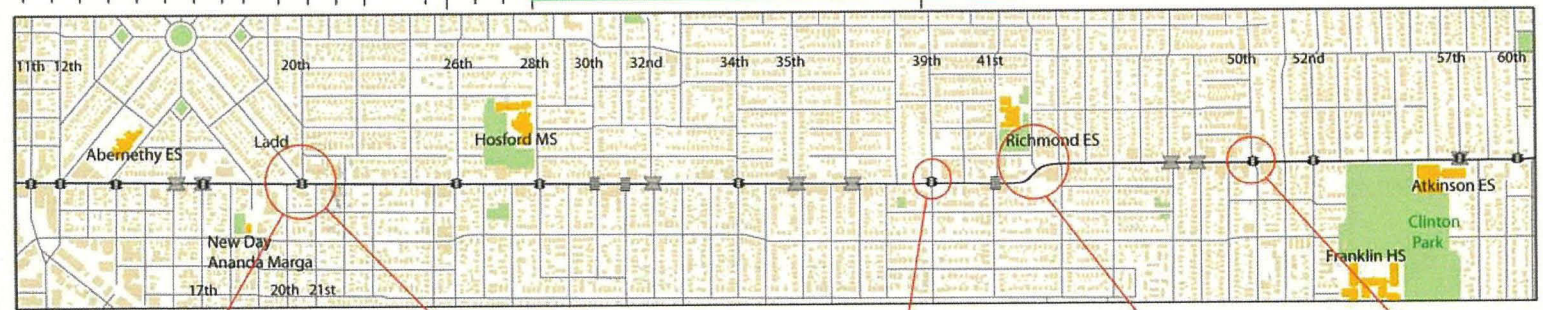 11th 12th 20th 26th 28th 30th 32nd 34th 35th 39th 41st 50th 52nd 57th 60th
Hosford MS
Ladd
Richmond ES
Abernethy ES
Atkinson ES
Clinton
Park
New Day
Ananda Marga
Franklin HS
17th 20th 21st